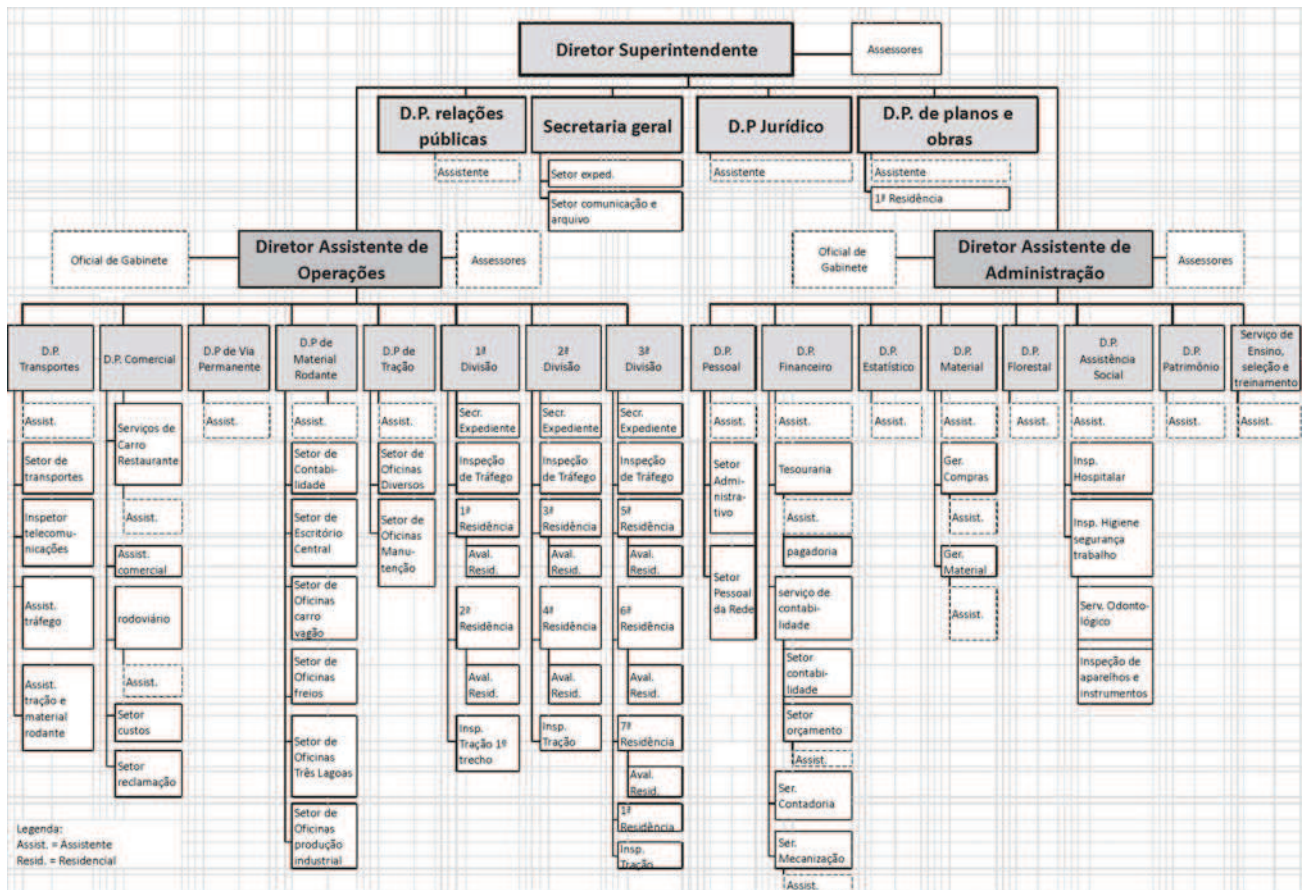 Diretor Superintendente
Assessores
D.P. relações
públicas
Secretaria geral
D.P Jurídico
D.P. de planos e
obras
Assistente
Setor exped.
Setor comunicação e
arquivo
Assistente
Assistente
1ª Residência
Oficial de Gabinete
Diretor Assistente de
Operações
Assessores
Oficial de
Gabinete
Diretor Assistente de
Administração
Assessores
D.P.
Transportes
D.P. Comercial
D.P de Via
Permanente
D.P de
Material
Rodante
D.P de
Tração
1ª
Divisão
2ª
Divisão
3ª
Divisão
D.P.
Pessoal
D.P.
Financeiro
D.P.
Estatístico
D.P.
Material
D.P.
Florestal
D.P.
Assistência
Social
D.P.
Patrimônio
Serviço de
Ensino,
seleção e
treinamento
Assist.
Setor de
transportes
Inspetor
telecomu-
nicações
Assist.
tráfego
Assist.
tração e
material
rodante
Serviços de
Carro
Restaurante
Assist.
Assist.
comercial
rodoviário
Assist.
Setor
custos
Setor
reclamação
Assist.
Assist.
Setor de
Contabi-
lidade
Setor de
Escritório
Central
Setor de
Oficinas
carro
vagão
Setor de
Oficinas
freios
Setor de
Oficinas
Três Lagoas
Setor de
Oficinas
produção
industrial
Assist.
Setor de
Oficinas
Diversos
Setor de
Oficinas
Manu-
tenção
Secr.
Expediente
Inspeção
de Tráfego
1ª
Residência
Aval.
Resid.
2ª
Residência
Aval.
Resid.
Insp.
Tração 1º
trecho
Secr.
Expediente
Inspeção
de Tráfego
3ª
Residência
Aval.
Resid.
4ª
Residência
Aval.
Resid.
Insp.
Tração
Secr.
Expediente
Inspeção
de Tráfego
5ª
Residência
Aval.
Resid.
6ª
Residência
Aval.
Resid.
7ª
Residência
Aval.
Resid.
1ª
Residência
Insp.
Tração
Assist.
Setor
Admi-
nistra-
tivo
Setor
Pessoal
da Rede
Assist.
Tesouraria
Assist.
pagadoria
serviço de
contabi-
lidade
Setor
contabi-
lidade
Setor
orçamento
Assist.
Ser.
Contadoria
Ser.
Mecanização
Assist.
Assist.
Assist.
Ger.
Compras
Assist.
Ger.
Material
Assist.
Assist.
Assist.
Insp.
Hospitalar
Insp. Higiene
segurança
trabalho
Serv. Odonto-
lógico
Inspeção de
aparelhos e
instrumentos
Assist.
Assist.
Legenda:
Assist. = Assistente
Resid. = Residencial